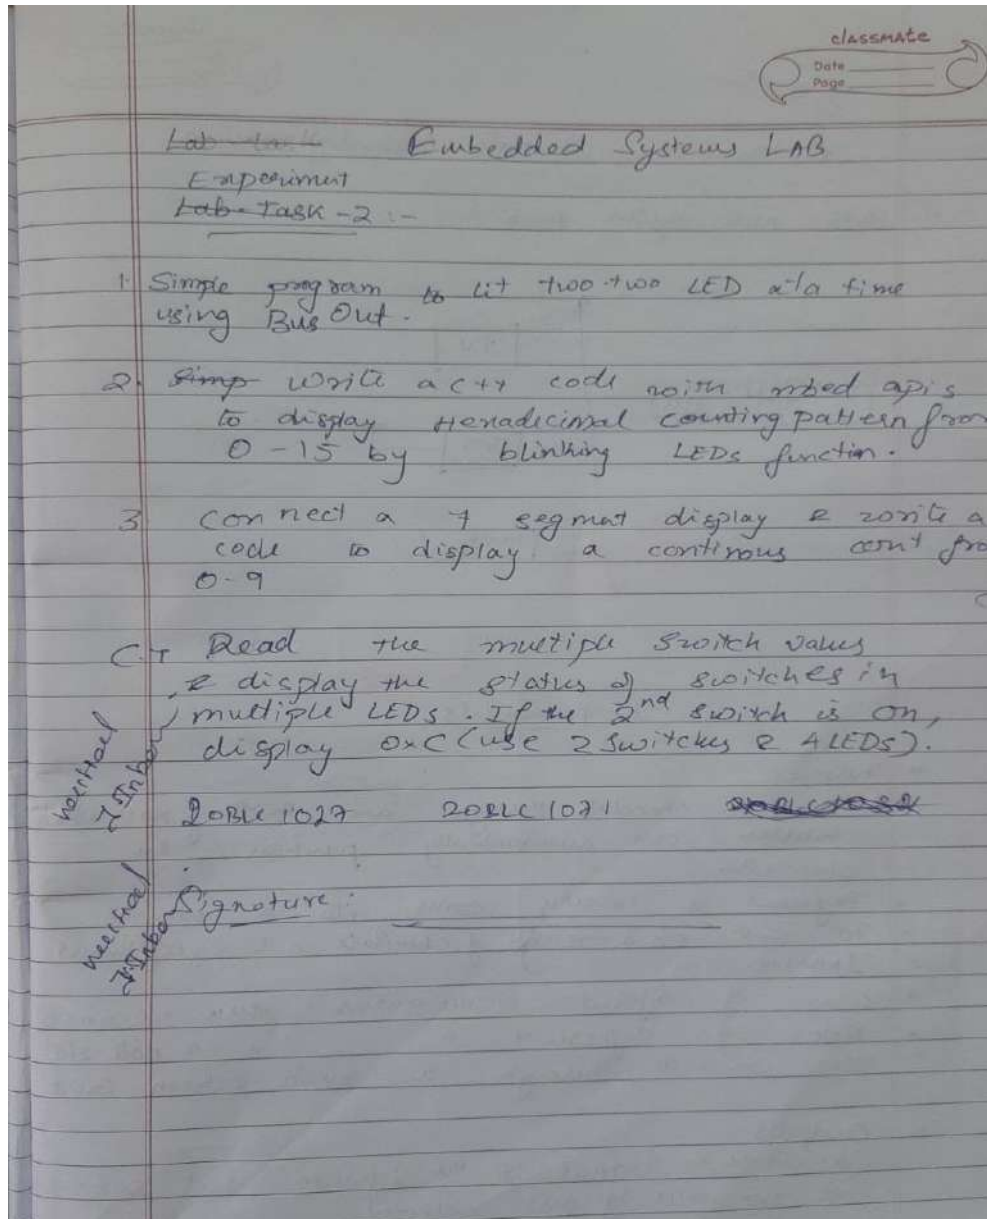 classmate
Date
Page
Lab task Embedded Systems LAB
Experiment
Lab-Task-2:-
1. Simple program to lit two-two LED at a time
using Bus Out.
2. Simp Write a c++ code with mbed apis
to display Hexadecimal counting pattern from
0-15 by blinking LEDs function.
3 Connect a 7 segment display & write a
code to display a continous count fro
0-9
C.T Read the multiple switch values
& display the status of switches in
multiple LEDs. If the 2nd switch is on,
display 0xC (use 2 switches & 4 LEDs).
20BLC1027 20BLC1071
Signature: